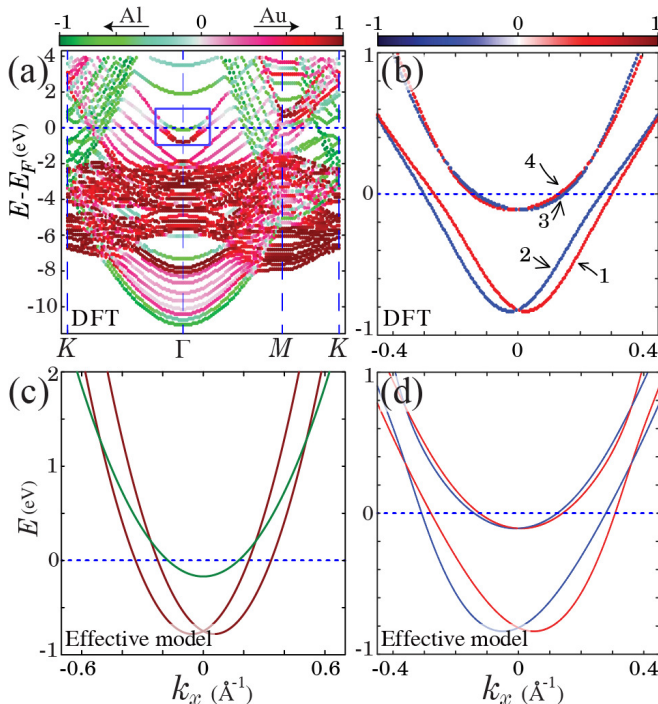 -1 Al 0 Au 1
-1 0 1
(a)
E-E_F(eV)
4
2
0
-2
-4
-6
-8
-10
DFT
K Γ M K
(b)
1
0
-1
4
3
2
1
DFT
-0.4 0 0.4
(c)
E(eV)
2
1
0
-1
Effective model
-0.6 0 0.6
k_x (Å⁻¹)
(d)
1
0
-1
Effective model
-0.4 0 0.4
k_x (Å⁻¹)